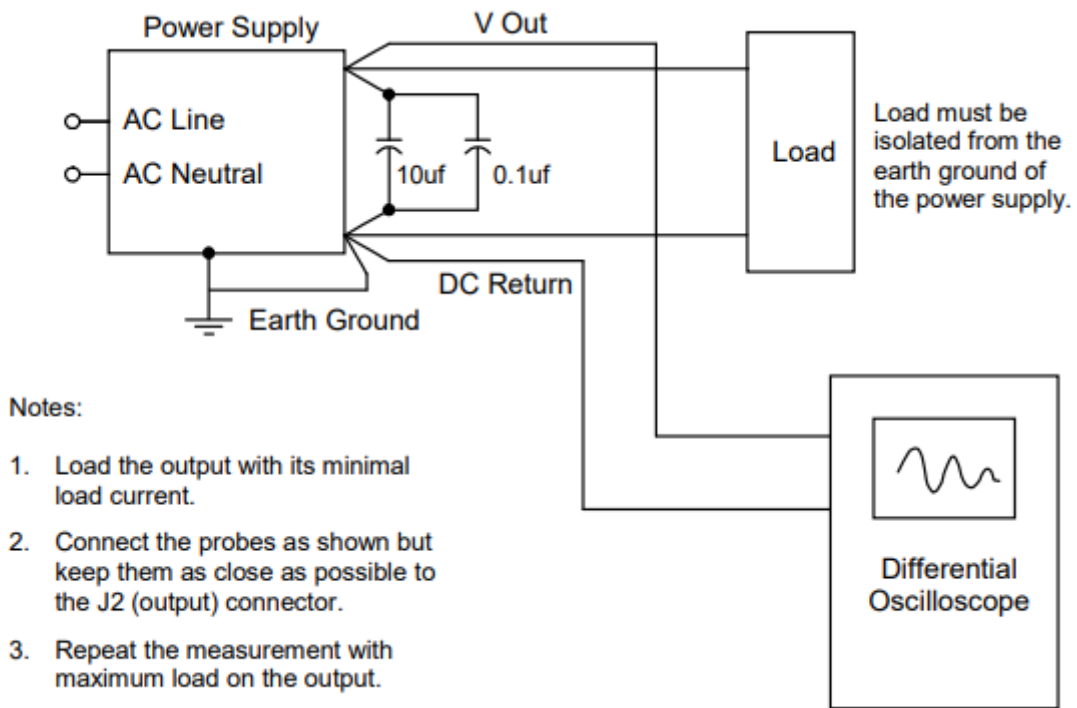 Power Supply
V Out
AC Line
AC Neutral
10uf
0.1uf
Load
Load must be
isolated from the
earth ground of
the power supply.
DC Return
Earth Ground
Notes:
1. Load the output with its minimal
load current.
2. Connect the probes as shown but
keep them as close as possible to
the J2 (output) connector.
3. Repeat the measurement with
maximum load on the output.
Differential
Oscilloscope